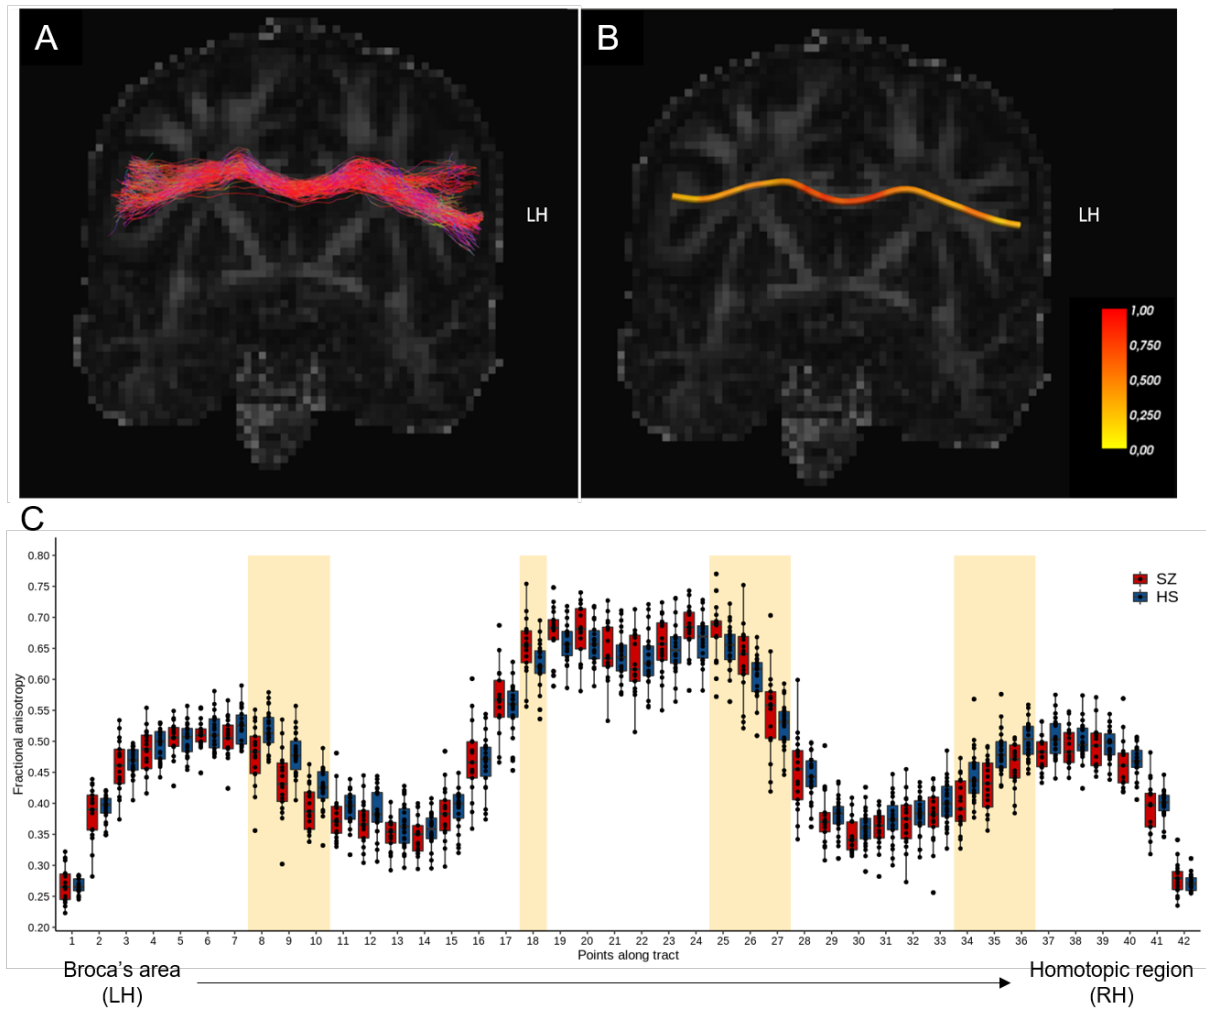 A
B
LH
LH
1,00
0,750
0,500
0,250
0,00
C
0.80
0.75
0.70
0.65
0.60
0.55
0.50
0.45
0.40
0.35
0.30
0.25
0.20
Fractional anisotropy
SZ
HS
1 2 3 4 5 6 7 8 9 10 11 12 13 14 15 16 17 18 19 20 21 22 23 24 25 26 27 28 29 30 31 32 33 34 35 36 37 38 39 40 41 42
Points along tract
Broca's area
(LH)
Homotopic region
(RH)